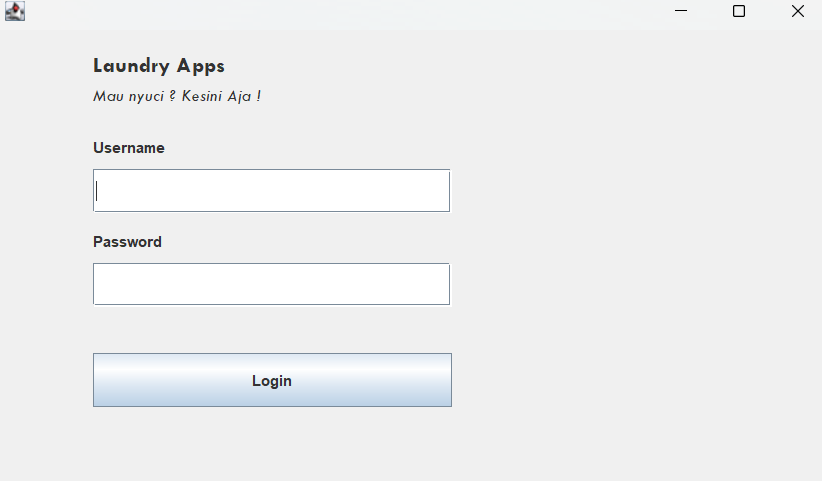 Laundry Apps
Mau nyuci ? Kesini Aja !
Username
Password
Login